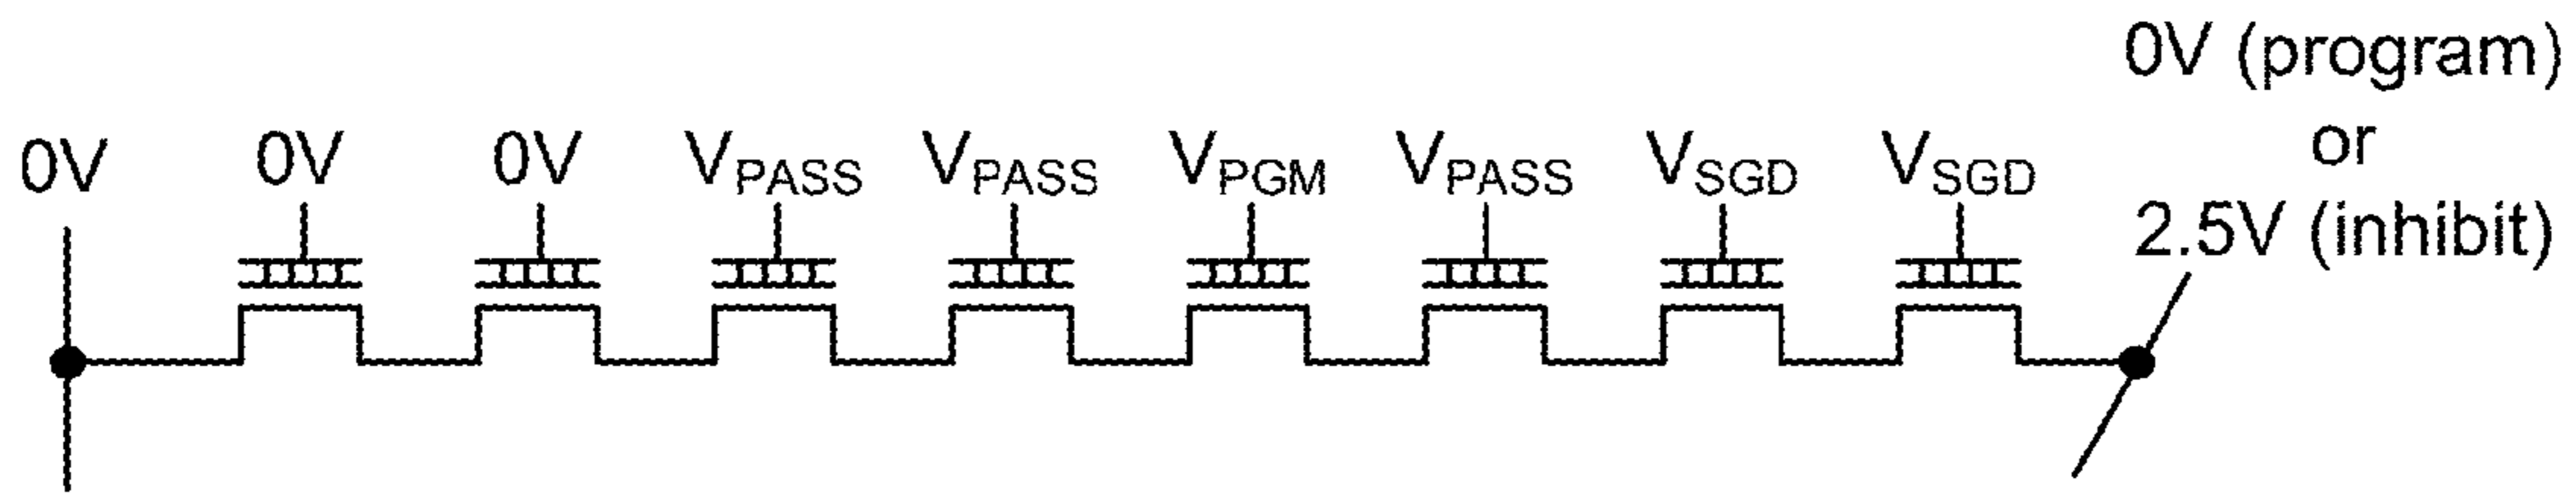 0V (program)
or
2.5V (inhibit)
0V 0V 0V VPASS VPASS VPGM VPASS VSGD VSGD